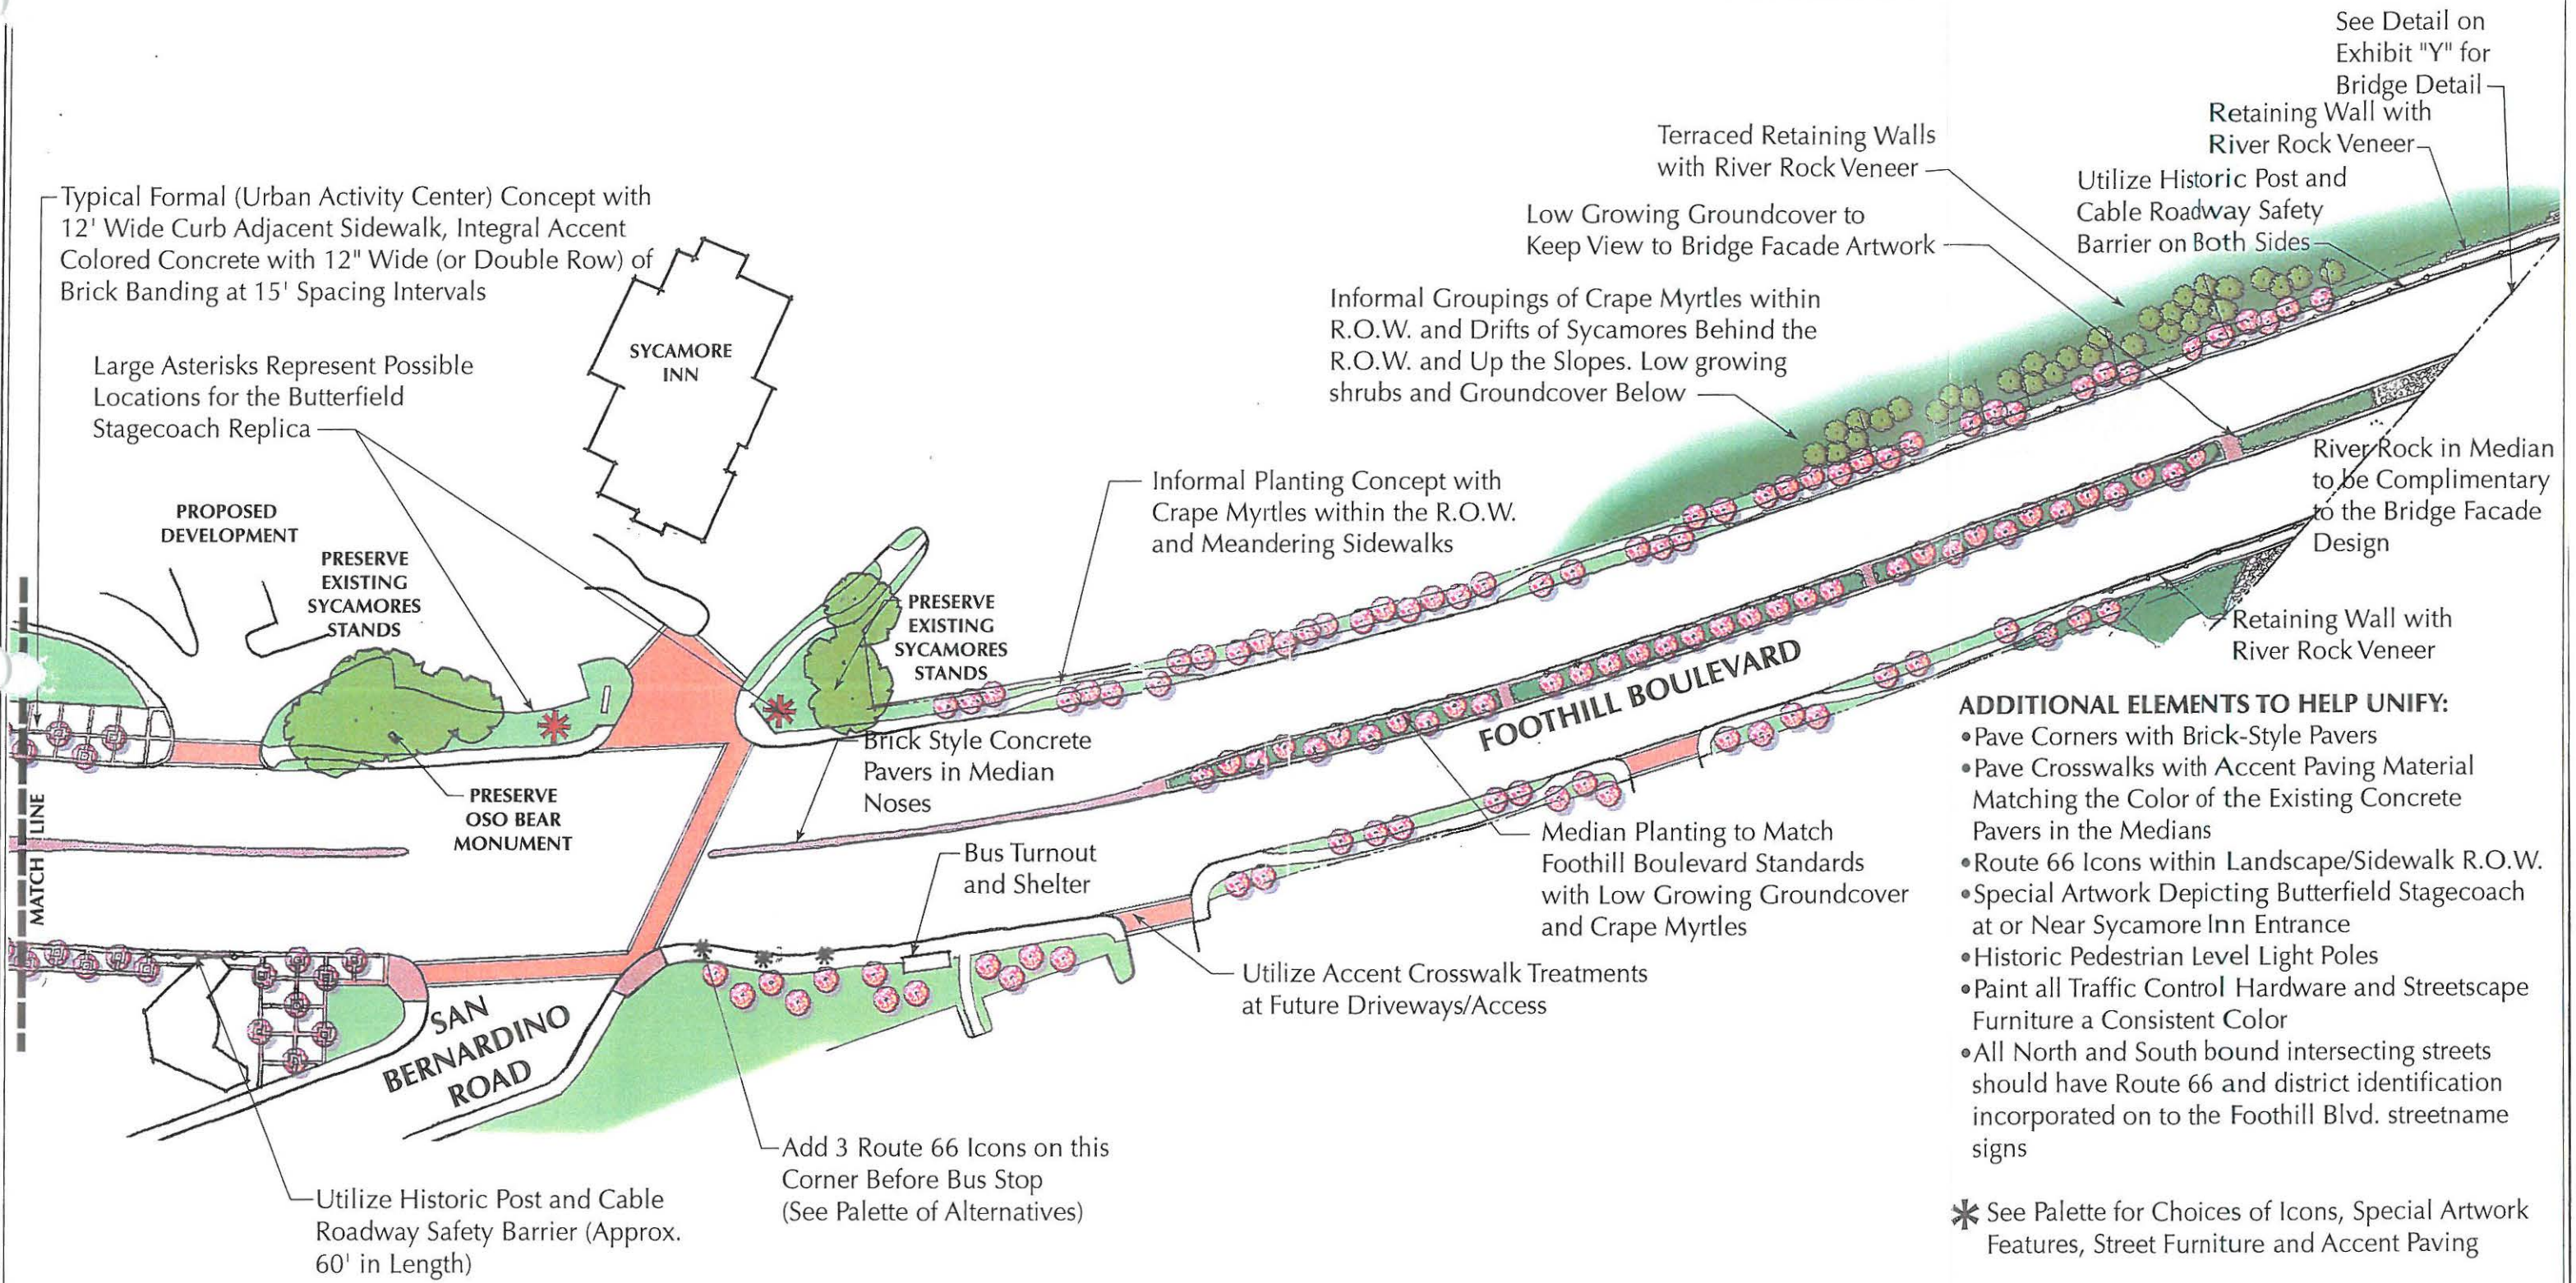 See Detail on
Exhibit "Y" for
Bridge Detail
Retaining Wall with
River Rock Veneer
Terraced Retaining Walls
with River Rock Veneer
Utilize Historic Post and
Cable Roadway Safety
Barrier on Both Sides
Typical Formal (Urban Activity Center) Concept with
12' Wide Curb Adjacent Sidewalk, Integral Accent
Colored Concrete with 12" Wide (or Double Row) of
Brick Banding at 15' Spacing Intervals
Low Growing Groundcover to
Keep View to Bridge Facade Artwork
Informal Groupings of Crape Myrtles within
R.O.W. and Drifts of Sycamores Behind the
R.O.W. and Up the Slopes. Low growing
shrubs and Groundcover Below
SYCAMORE
INN
Large Asterisks Represent Possible
Locations for the Butterfield
Stagecoach Replica
River Rock in Median
to be Complimentary
to the Bridge Facade
Design
Informal Planting Concept with
Crape Myrtles within the R.O.W.
and Meandering Sidewalks
PROPOSED
DEVELOPMENT
PRESERVE
EXISTING
SYCAMORES
STANDS
PRESERVE
EXISTING
SYCAMORES
STANDS
Retaining Wall with
River Rock Veneer
FOOTHILL BOULEVARD
Brick Style Concrete
Pavers in Median
Noses
PRESERVE
OSO BEAR
MONUMENT
MATCH LINE
Bus Turnout
and Shelter
Median Planting to Match
Foothill Boulevard Standards
with Low Growing Groundcover
and Crape Myrtles
Utilize Accent Crosswalk Treatments
at Future Driveways/Access
SAN
BERNARDINO
ROAD
Add 3 Route 66 Icons on this
Corner Before Bus Stop
(See Palette of Alternatives)
Utilize Historic Post and Cable
Roadway Safety Barrier (Approx.
60' in Length)
ADDITIONAL ELEMENTS TO HELP UNIFY:
•Pave Corners with Brick-Style Pavers
•Pave Crosswalks with Accent Paving Material
Matching the Color of the Existing Concrete
Pavers in the Medians
•Route 66 Icons within Landscape/Sidewalk R.O.W.
•Special Artwork Depicting Butterfield Stagecoach
at or Near Sycamore Inn Entrance
•Historic Pedestrian Level Light Poles
•Paint all Traffic Control Hardware and Streetscape
Furniture a Consistent Color
•All North and South bound intersecting streets
should have Route 66 and district identification
incorporated on to the Foothill Blvd. streetname
signs
* See Palette for Choices of Icons, Special Artwork
Features, Street Furniture and Accent Paving